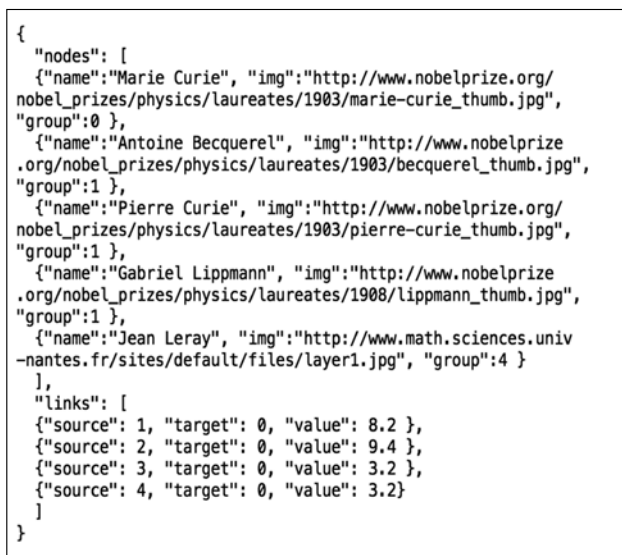 {
"nodes": [
{"name":"Marie Curie", "img":"http://www.nobelprize.org/
nobel_prizes/physics/laureates/1903/marie-curie_thumb.jpg",
"group":0 },
{"name":"Antoine Becquerel", "img":"http://www.nobelprize
.org/nobel_prizes/physics/laureates/1903/becquerel_thumb.jpg",
"group":1 },
{"name":"Pierre Curie", "img":"http://www.nobelprize.org/
nobel_prizes/physics/laureates/1903/pierre-curie_thumb.jpg",
"group":1 },
{"name":"Gabriel Lippmann", "img":"http://www.nobelprize
.org/nobel_prizes/physics/laureates/1908/lippmann_thumb.jpg",
"group":1 },
{"name":"Jean Leray", "img":"http://www.math.sciences.univ
-nantes.fr/sites/default/files/layer1.jpg", "group":4 }
],
"links": [
{"source": 1, "target": 0, "value": 8.2 },
{"source": 2, "target": 0, "value": 9.4 },
{"source": 3, "target": 0, "value": 3.2 },
{"source": 4, "target": 0, "value": 3.2}
]
}